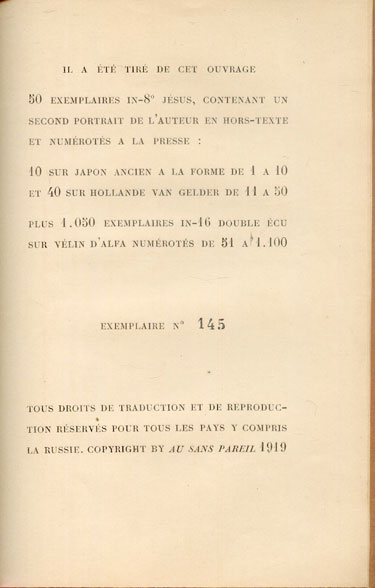 IL A ÉTÉ TIRÉ DE CET OUVRAGE
50 EXEMPLAIRES IN-8° JÉSUS, CONTENANT UN
SECOND PORTRAIT DE L'AUTEUR EN HORS-TEXTE
ET NUMÉROTÉS A LA PRESSE :
10 SUR JAPON ANCIEN A LA FORME DE 1 A 10
ET 40 SUR HOLLANDE VAN GELDER DE 11 A 50
PLUS 1.050 EXEMPLAIRES IN-16 DOUBLE ÉCU
SUR VÉLIN D'ALFA NUMÉROTÉS DE 51 A 1.100
EXEMPLAIRE N° 145
TOUS DROITS DE TRADUCTION ET DE REPRODUC-
TION RÉSERVÉS POUR TOUS LES PAYS Y COMPRIS
LA RUSSIE. COPYRIGHT BY AU SANS PAREIL 1919